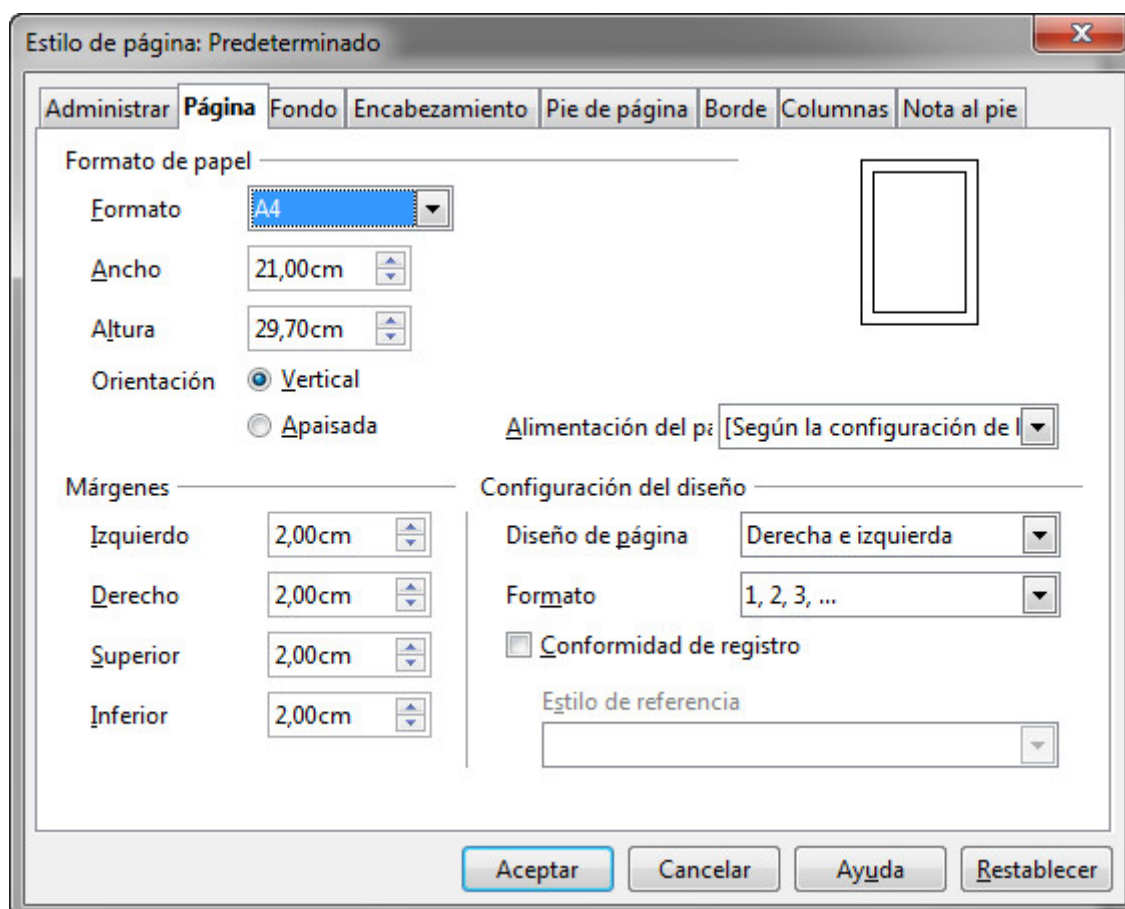 Estilo de página: Predeterminado
Administrar Página Fondo Encabezamiento Pie de página Borde Columnas Nota al pie
Formato de papel
Formato A4
Ancho 21,00cm
Altura 29,70cm
Orientación Vertical
Apaisada Alimentación del pa [Según la configuración de l
Márgenes Configuración del diseño
Izquierdo 2,00cm Diseño de página Derecha e izquierda
Derecho 2,00cm Formato 1, 2, 3, ...
Superior 2,00cm Conformidad de registro
Inferior 2,00cm Estilo de referencia
Aceptar Cancelar Ayuda Restablecer